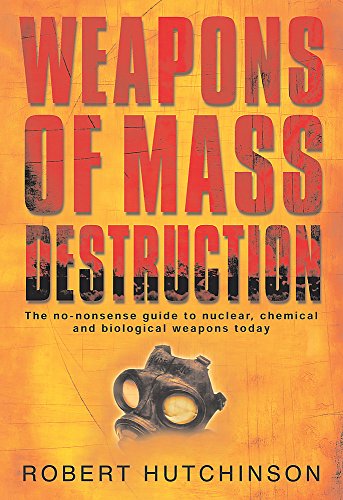 WEAPONS
OF MASS
DESTRUCTION
The no-nonsense guide to nuclear, chemical
and biological weapons today
ROBERT HUTCHINSON